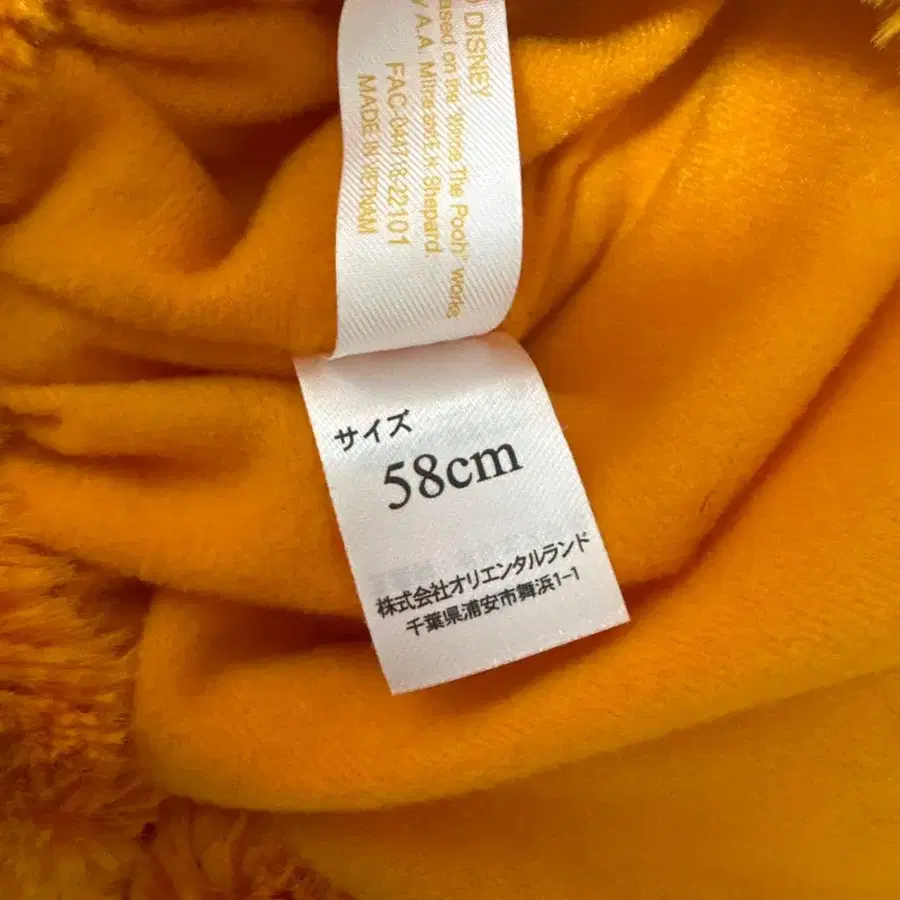 © DISNEY
Based on the "Winnie The Pooh" works
by A.A. Milne and E.H. Shepard.
FAC-04418-22101
MADE IN VIETNAM
サイズ
58cm
株式会社オリエンタルランド
千葉県浦安市舞浜1-1